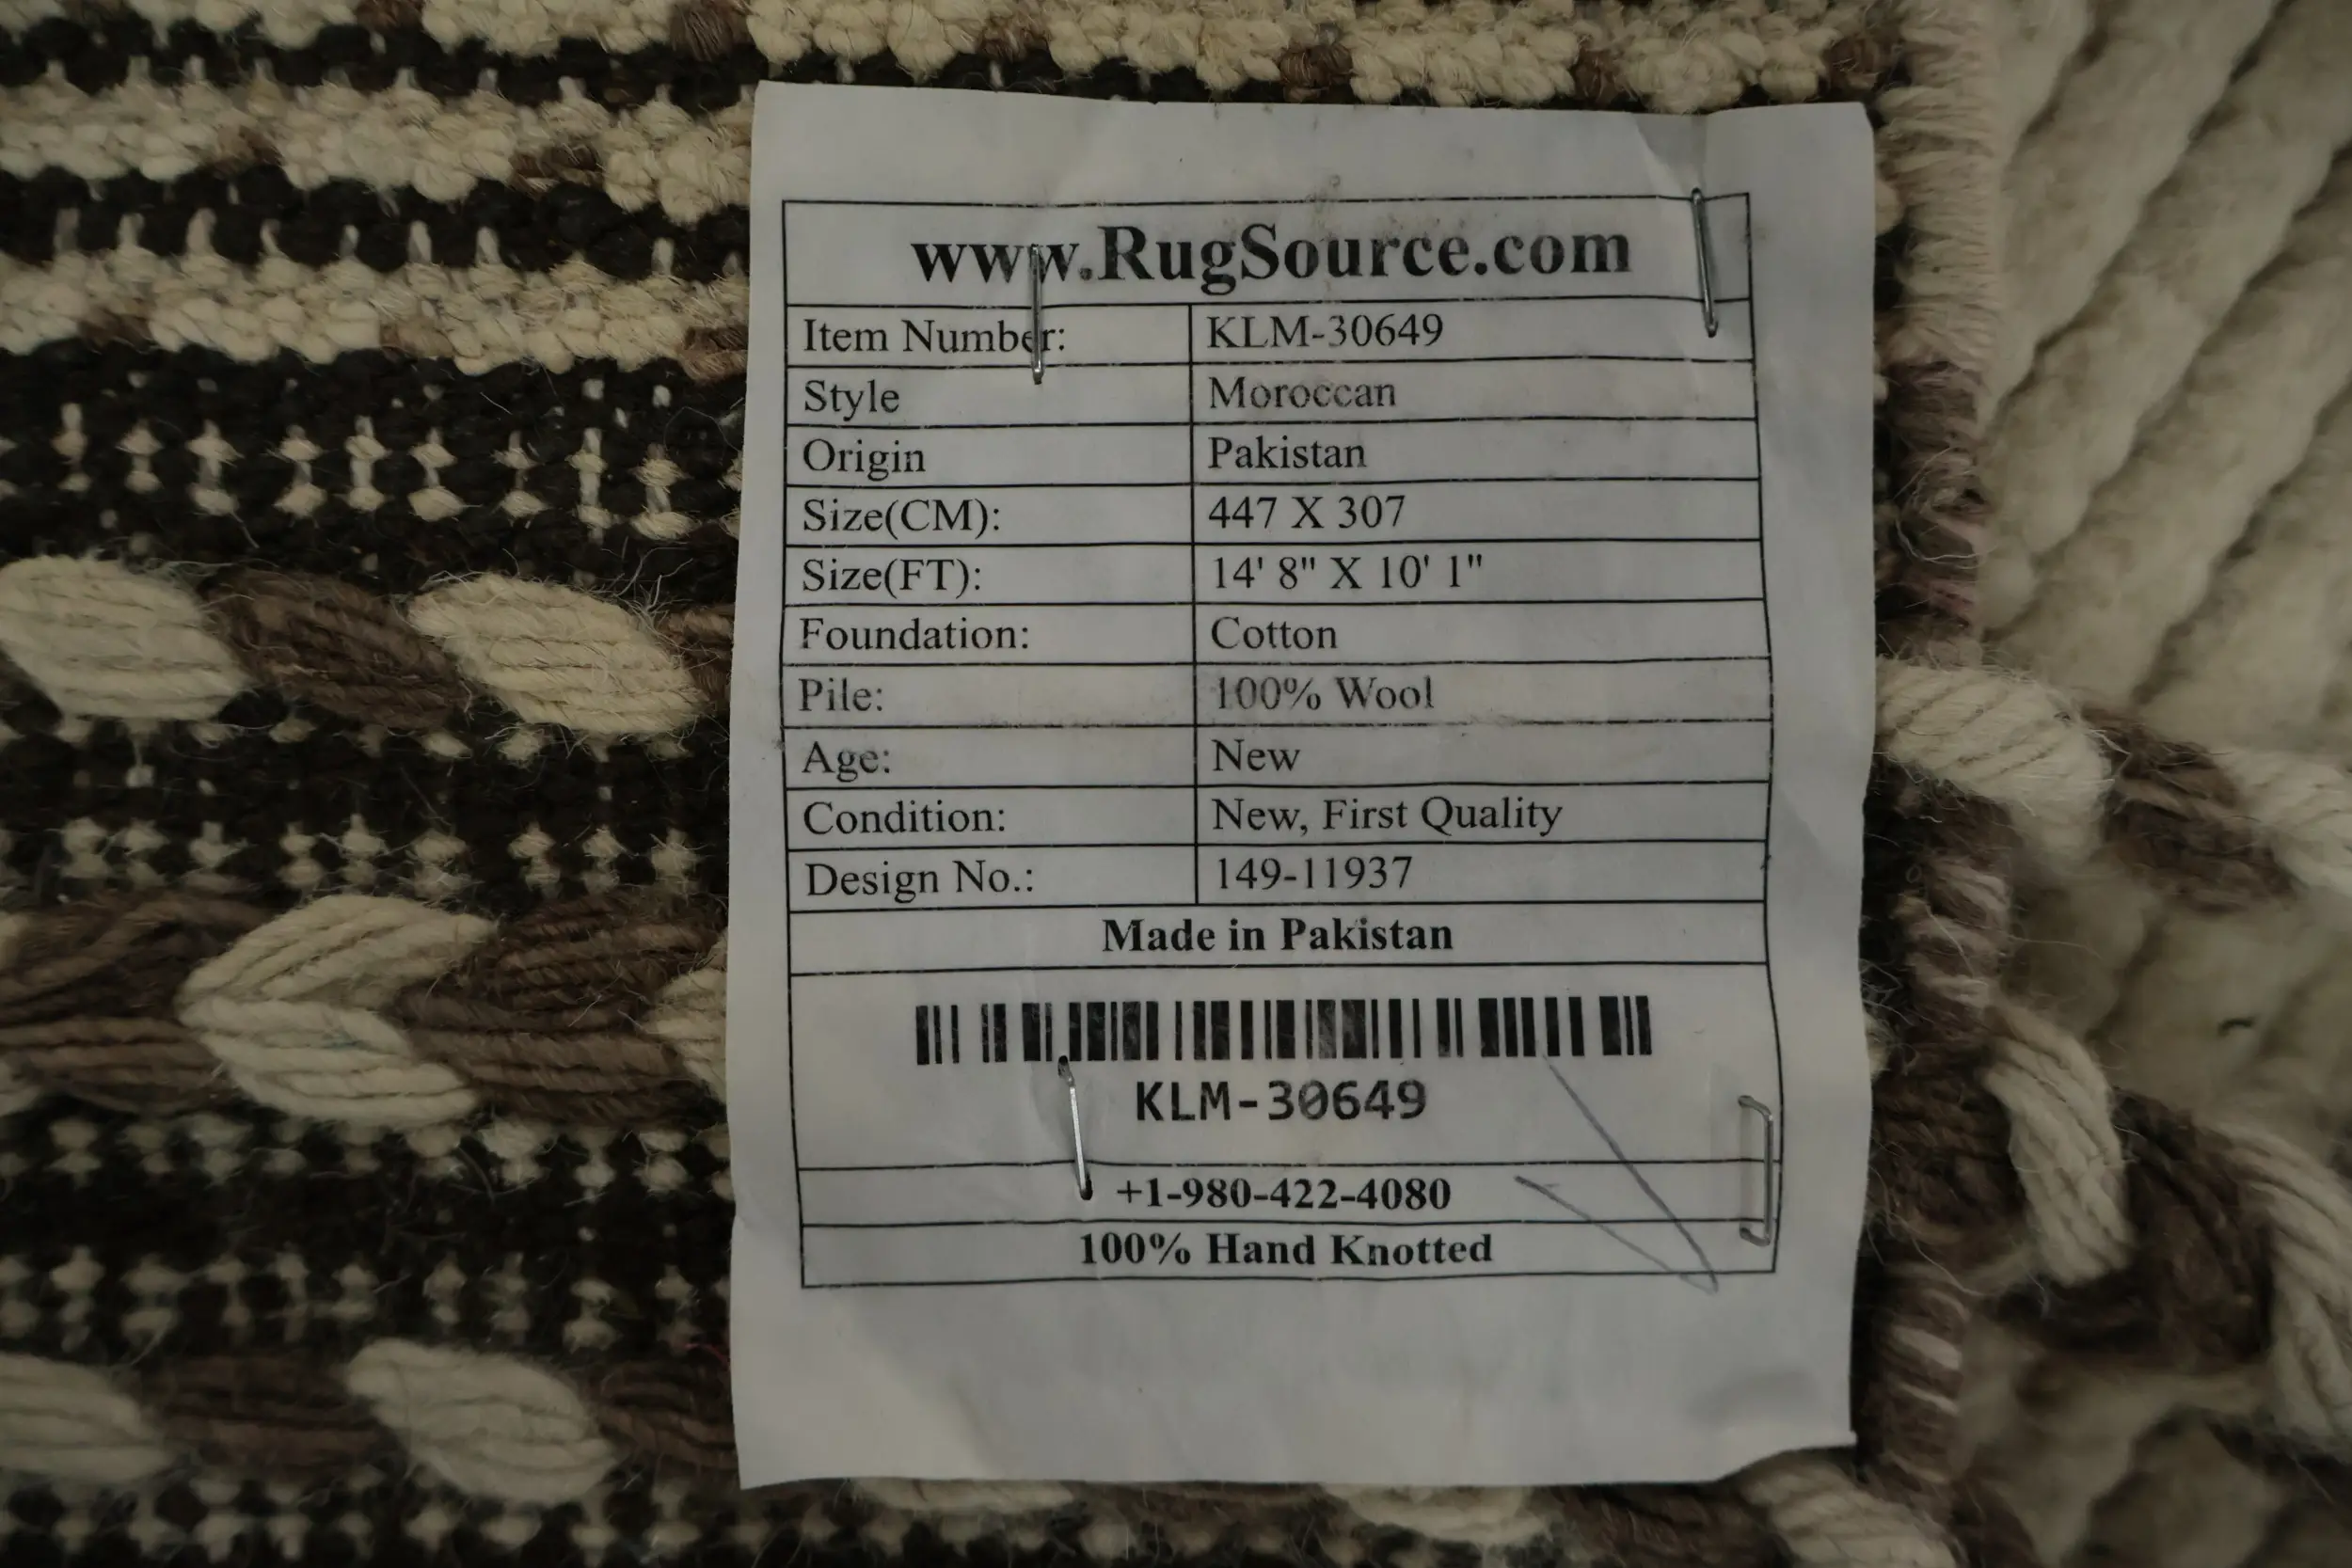 www.RugSource.com
Item Number: KLM-30649
Style Moroccan
Origin Pakistan
Size(CM): 447 X 307
Size(FT): 14' 8" X 10' 1"
Foundation: Cotton
Pile: 100% Wool
Age: New
Condition: New, First Quality
Design No.: 149-11937
Made in Pakistan
KLM-30649
+1-980-422-4080
100% Hand Knotted